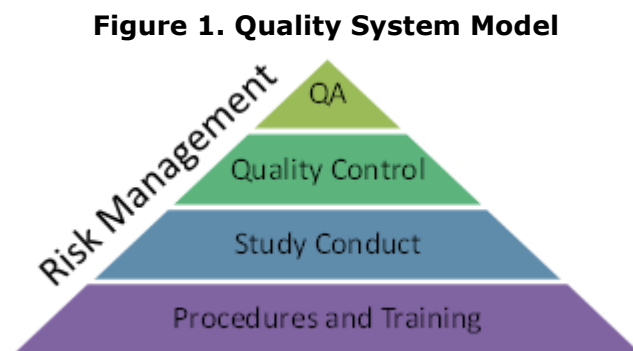 Figure 1. Quality System Model
Risk Management
QA
Quality Control
Study Conduct
Procedures and Training